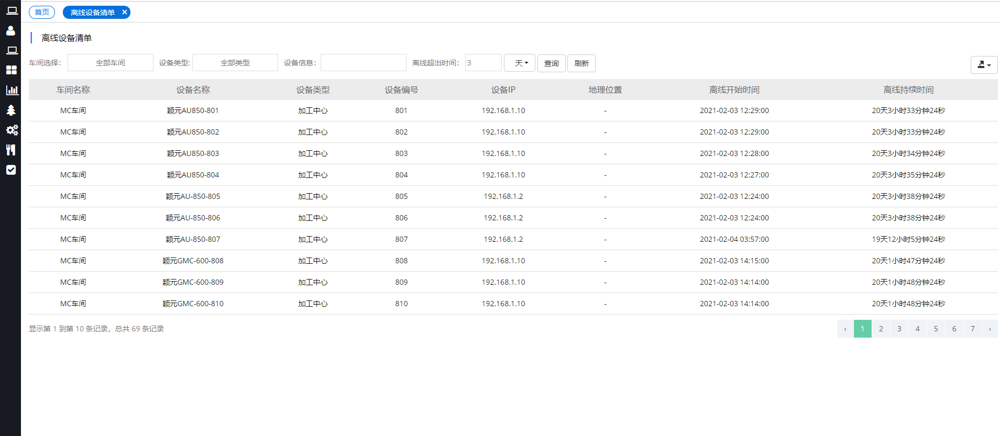 首页 离线设备清单 ×
离线设备清单
车间选择: 全部车间 设备类型: 全部类型 设备信息: 离线超出时间: 3 天 查询 刷新
车间名称 设备名称 设备类型 设备编号 设备IP 地理位置 离线开始时间 离线持续时间
MC车间 颖元AU850-801 加工中心 801 192.168.1.10 - 2021-02-03 12:29:00 20天3小时33分钟24秒
MC车间 颖元AU850-802 加工中心 802 192.168.1.10 - 2021-02-03 12:29:00 20天3小时33分钟24秒
MC车间 颖元AU850-803 加工中心 803 192.168.1.10 - 2021-02-03 12:28:00 20天3小时34分钟24秒
MC车间 颖元AU850-804 加工中心 804 192.168.1.10 - 2021-02-03 12:27:00 20天3小时35分钟24秒
MC车间 颖元AU-850-805 加工中心 805 192.168.1.2 - 2021-02-03 12:24:00 20天3小时38分钟24秒
MC车间 颖元AU-850-806 加工中心 806 192.168.1.2 - 2021-02-03 12:24:00 20天3小时38分钟24秒
MC车间 颖元AU-850-807 加工中心 807 192.168.1.2 - 2021-02-04 03:57:00 19天12小时5分钟24秒
MC车间 颖元GMC-600-808 加工中心 808 192.168.1.10 - 2021-02-03 14:15:00 20天1小时47分钟24秒
MC车间 颖元GMC-600-809 加工中心 809 192.168.1.10 - 2021-02-03 14:14:00 20天1小时48分钟24秒
MC车间 颖元GMC-600-810 加工中心 810 192.168.1.10 - 2021-02-03 14:14:00 20天1小时48分钟24秒
显示第 1 到第 10 条记录，总共 69 条记录 ‹ 1 2 3 4 5 6 7 ›